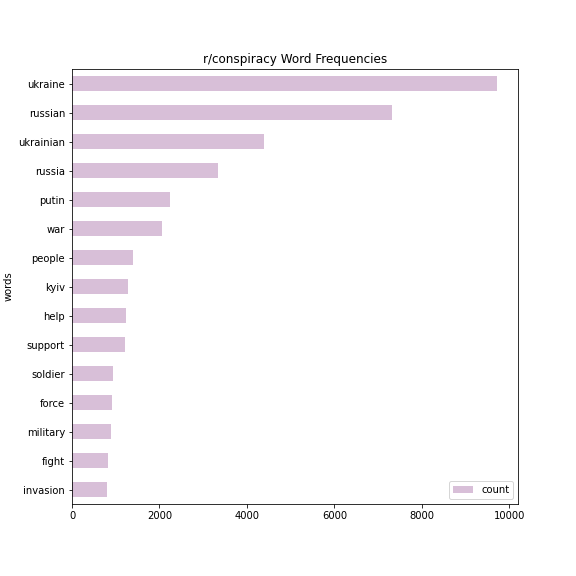 r/conspiracy Word Frequencies
words
ukraine
russian
ukrainian
russia
putin
war
people
kyiv
help
support
soldier
force
military
fight
invasion
count
0 2000 4000 6000 8000 10000